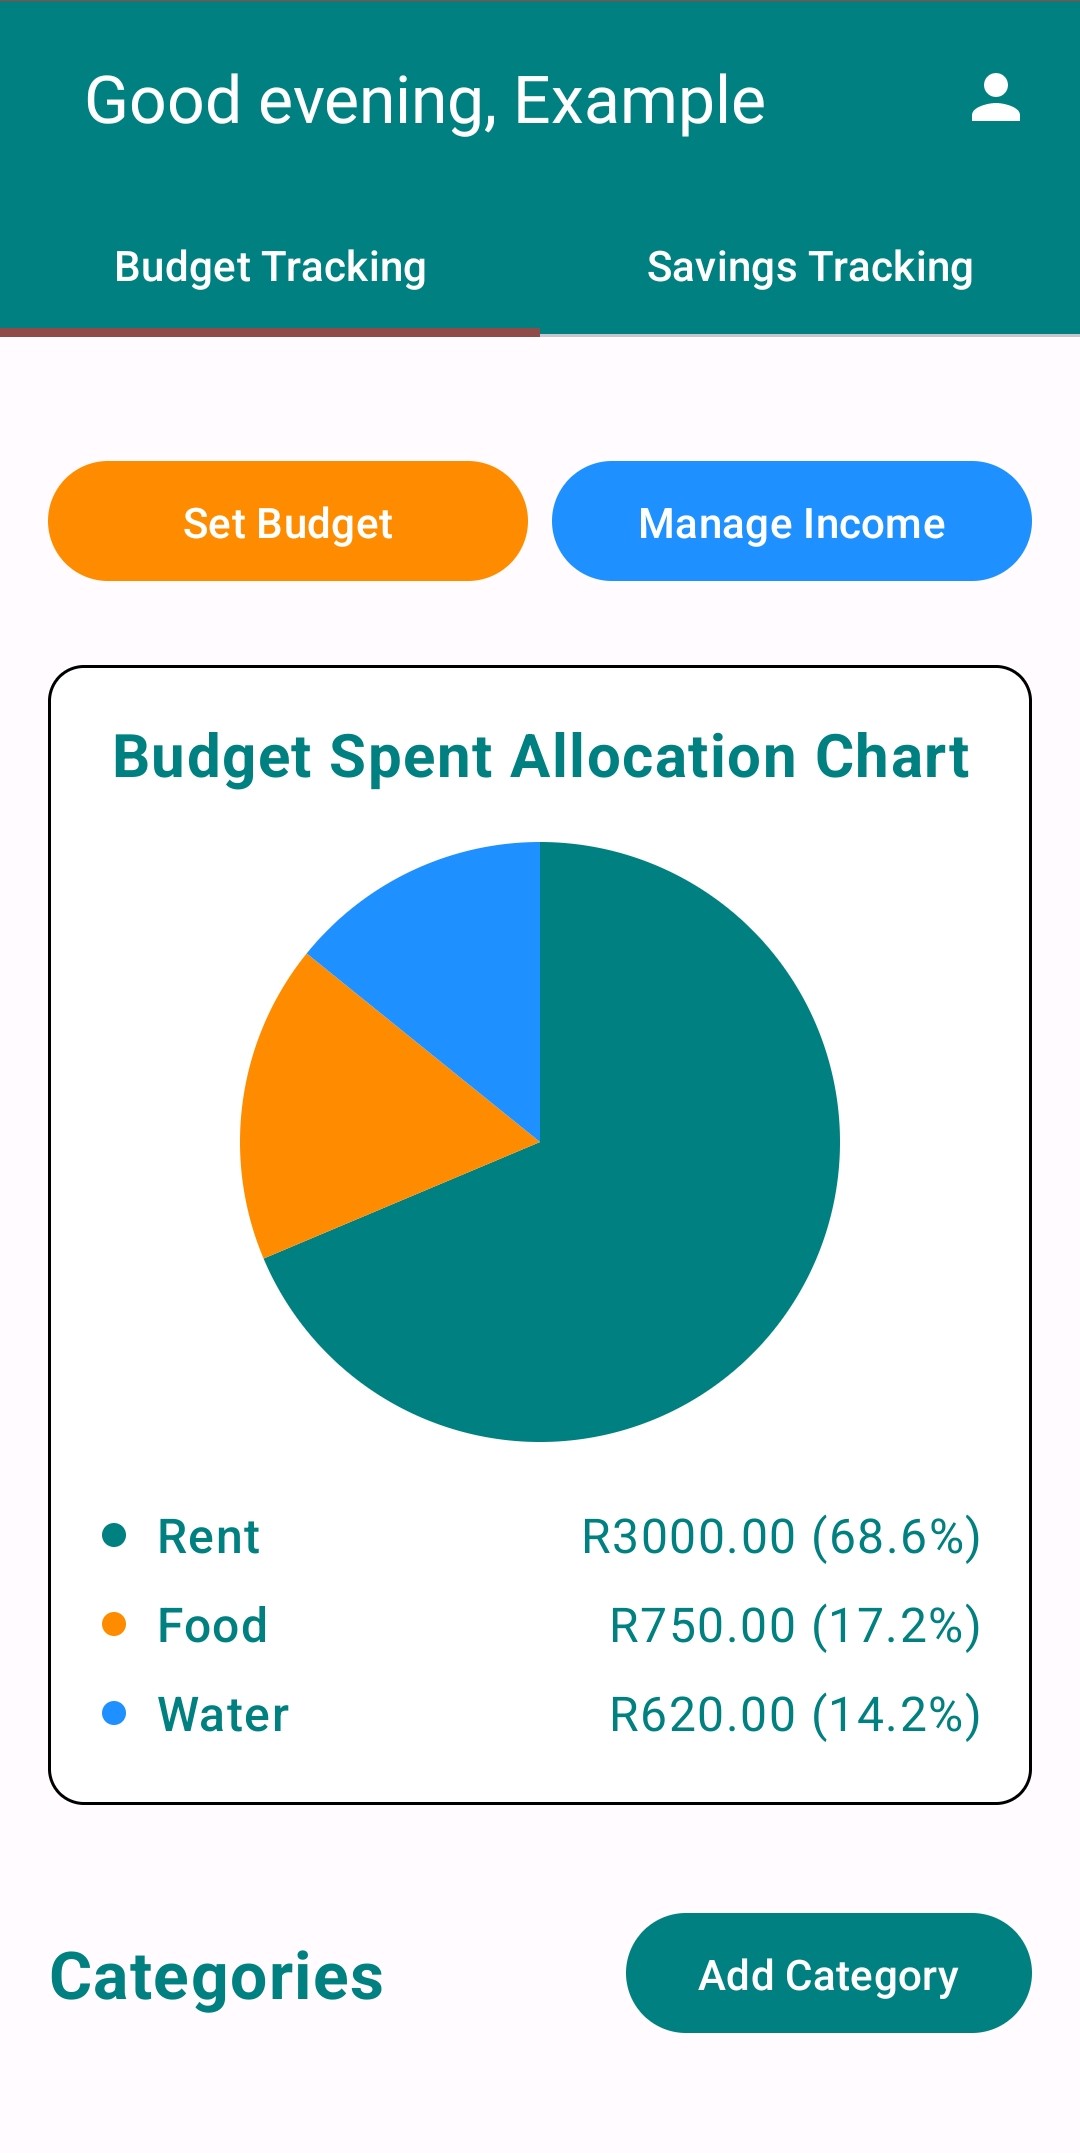 Good evening, Example
Budget Tracking
Savings Tracking
Set Budget
Manage Income
Budget Spent Allocation Chart
Rent R3000.00 (68.6%)
Food R750.00 (17.2%)
Water R620.00 (14.2%)
Categories
Add Category